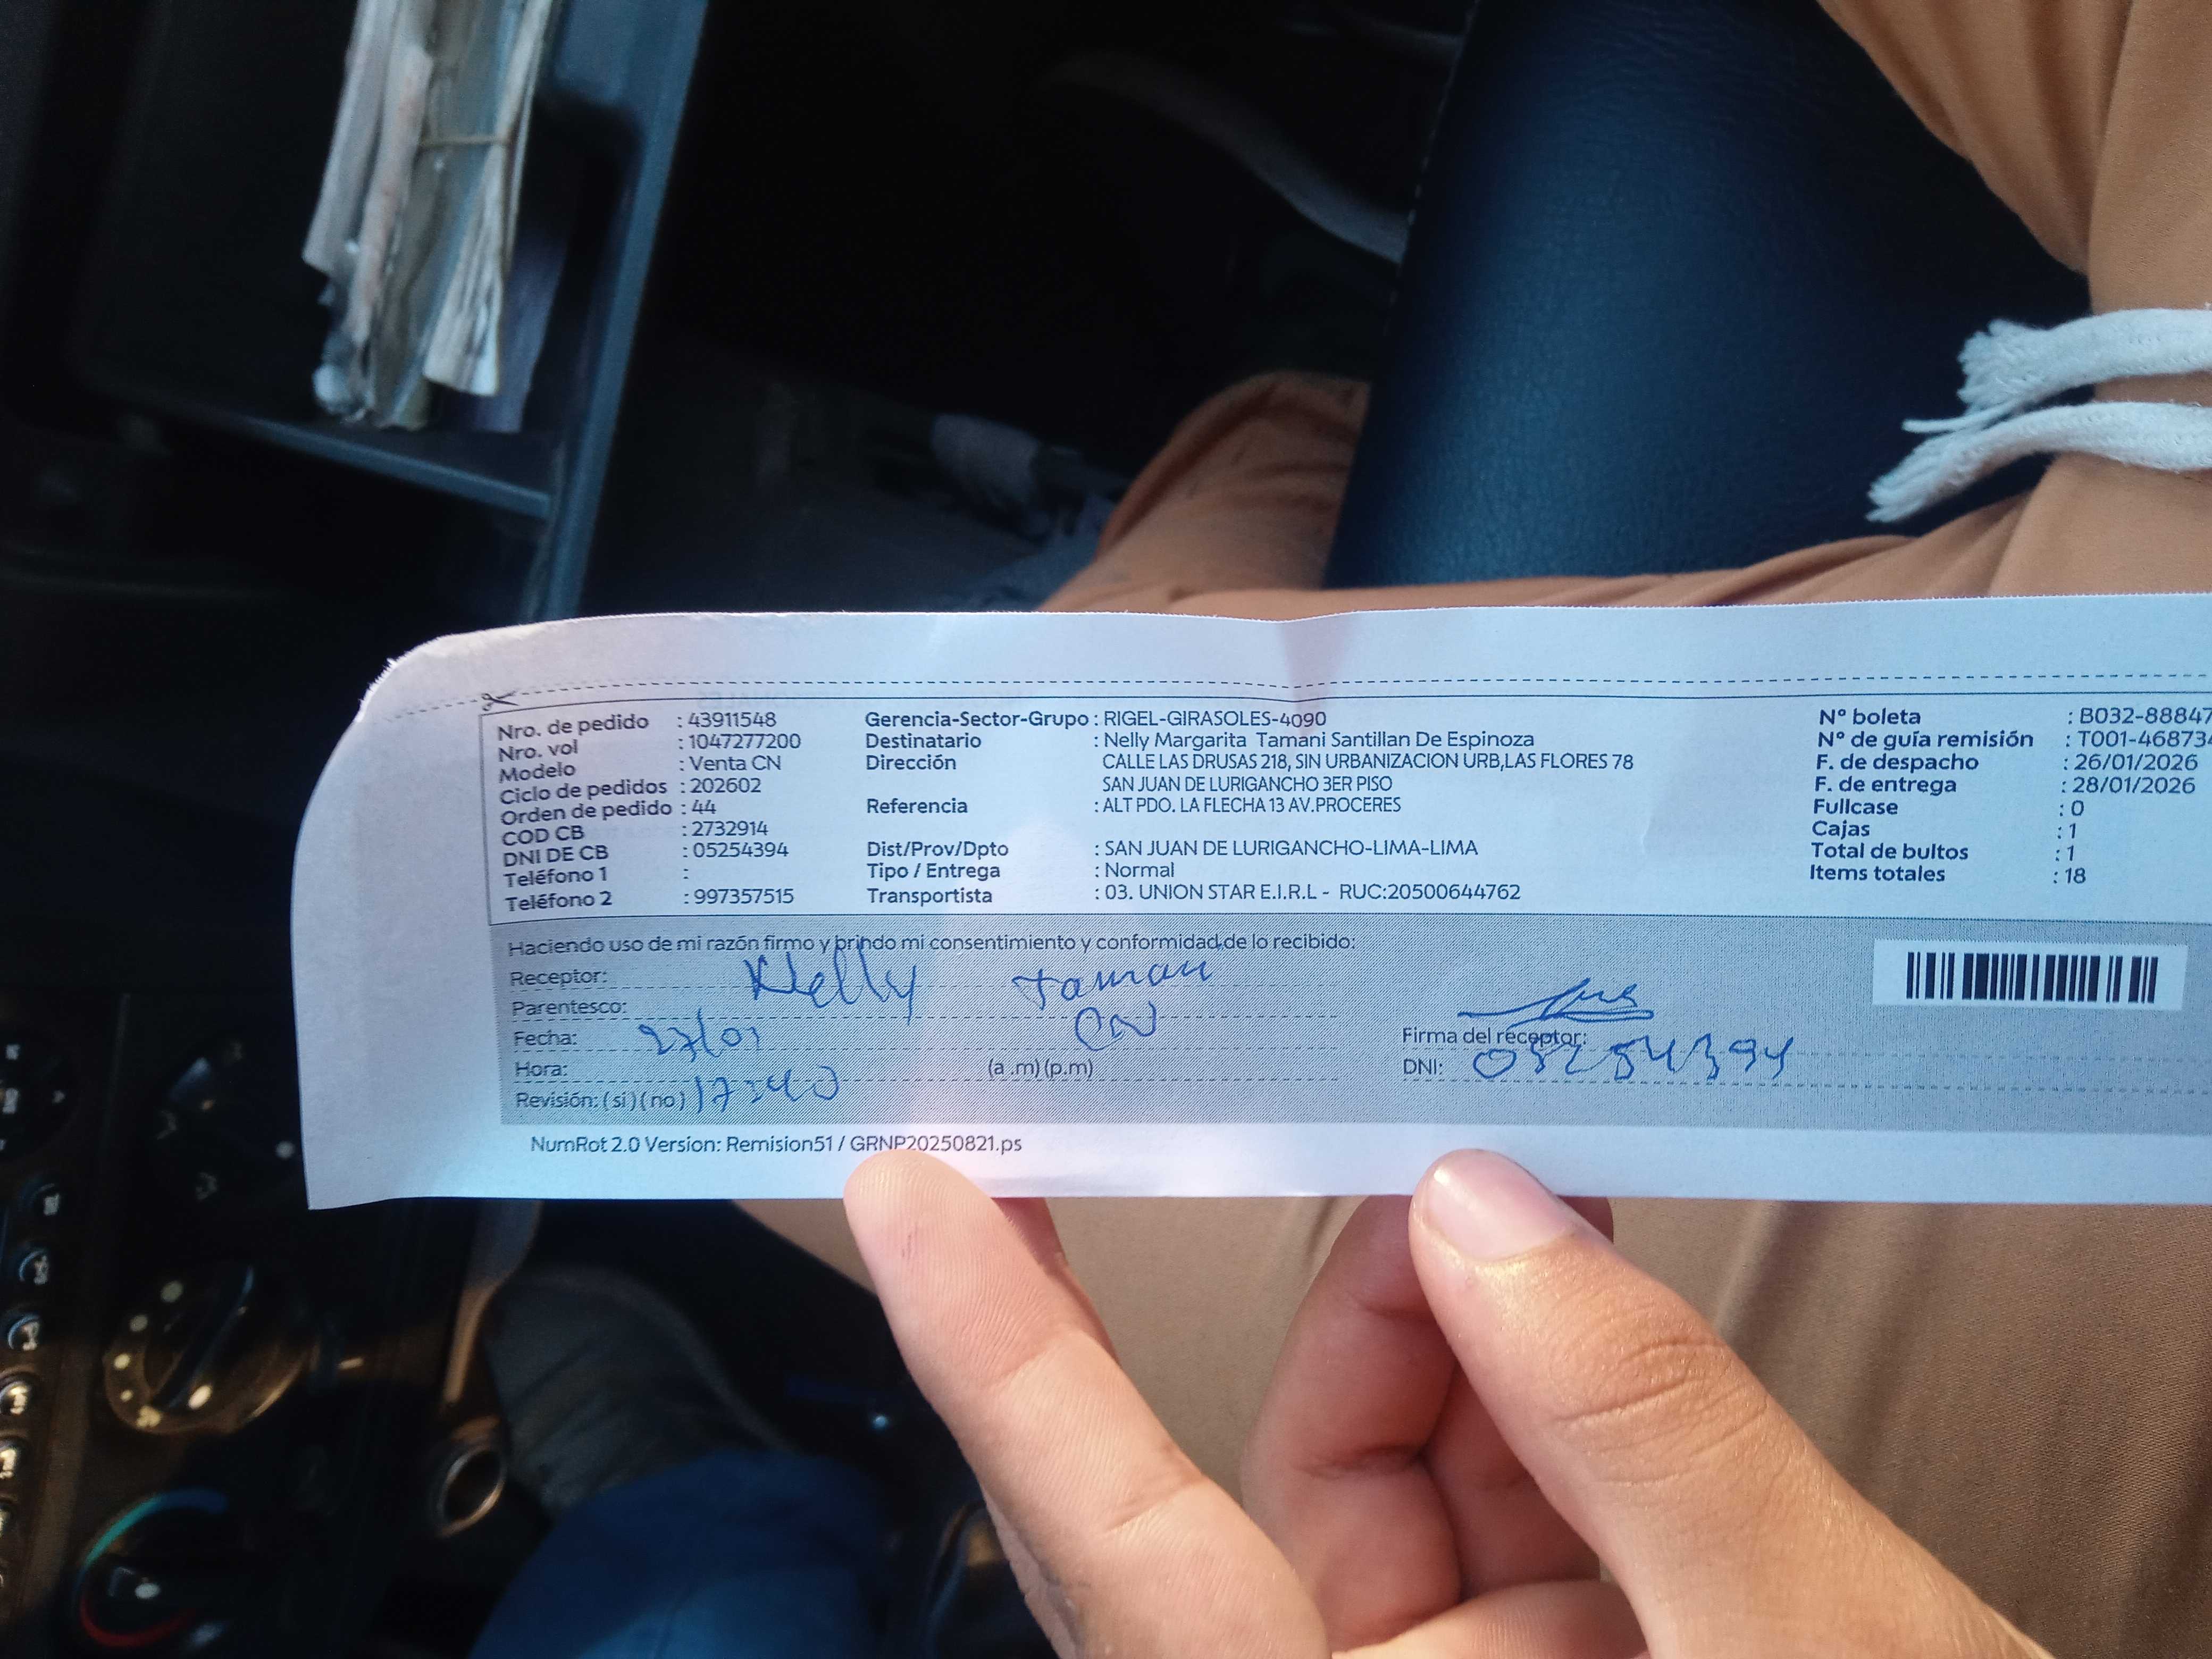 Nro. de pedido : 43911548
Nro. vol : 1047277200
Modelo : Venta CN
Ciclo de pedidos : 202602
Orden de pedido : 44
COD CB : 2732914
DNI DE CB : 05254394
Teléfono 1 :
Teléfono 2 : 997357515
Gerencia-Sector-Grupo : RIGEL-GIRASOLES-4090
Destinatario : Nelly Margarita Tamani Santillan De Espinoza
Dirección CALLE LAS DRUSAS 218, SIN URBANIZACION URB,LAS FLORES 78
SAN JUAN DE LURIGANCHO 3ER PISO
Referencia : ALT PDO. LA FLECHA 13 AV.PROCERES
Dist/Prov/Dpto : SAN JUAN DE LURIGANCHO-LIMA-LIMA
Tipo / Entrega : Normal
Transportista : 03. UNION STAR E.I.R.L - RUC:20500644762
N° boleta : B032-88847
N° de guía remisión : T001-468734
F. de despacho : 26/01/2026
F. de entrega : 28/01/2026
Fullcase : 0
Cajas : 1
Total de bultos : 1
Items totales : 18
Haciendo uso de mi razón firmo y brindo mi consentimiento y conformidad de lo recibido:
Receptor: Nelly Tamani
Parentesco: CN
Fecha: 27/01
Hora: 17:40 (a .m) (p.m)
Revisión: ( si ) ( no )
Firma del receptor:
DNI: 05254394
NumRot 2.0 Version: Remision51 / GRNP20250821.ps